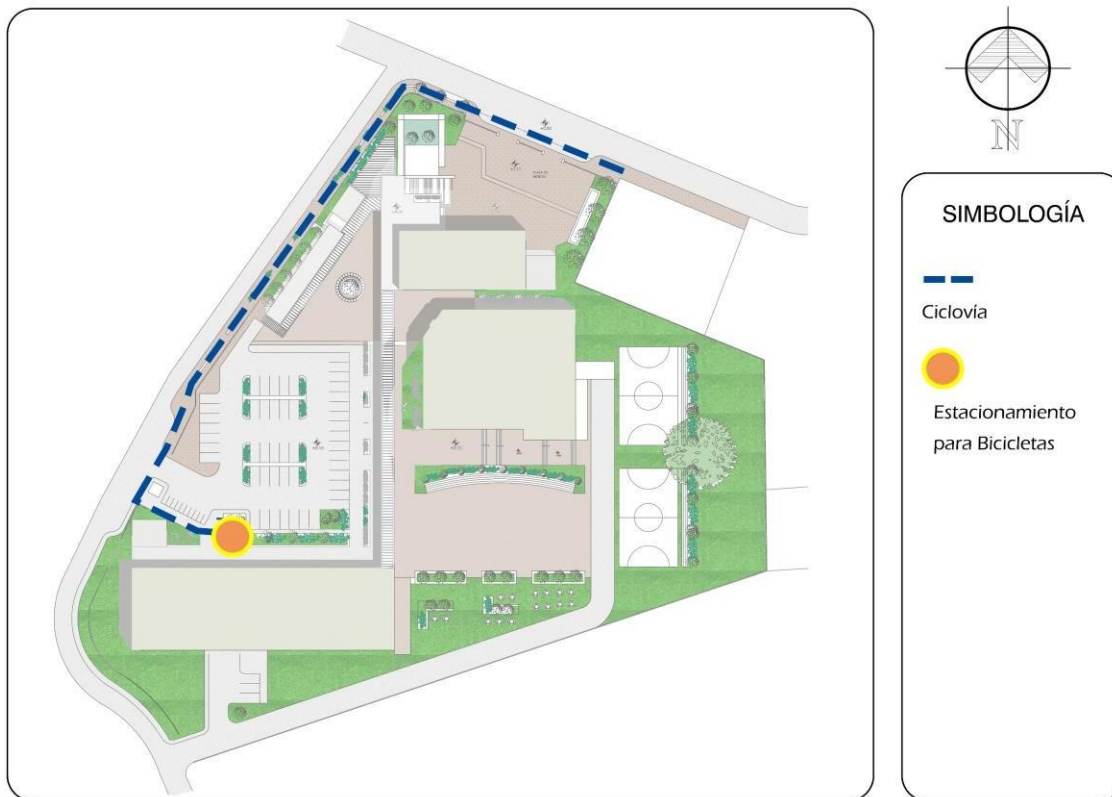 N
SIMBOLOGÍA
Ciclovía
Estacionamiento
para Bicicletas